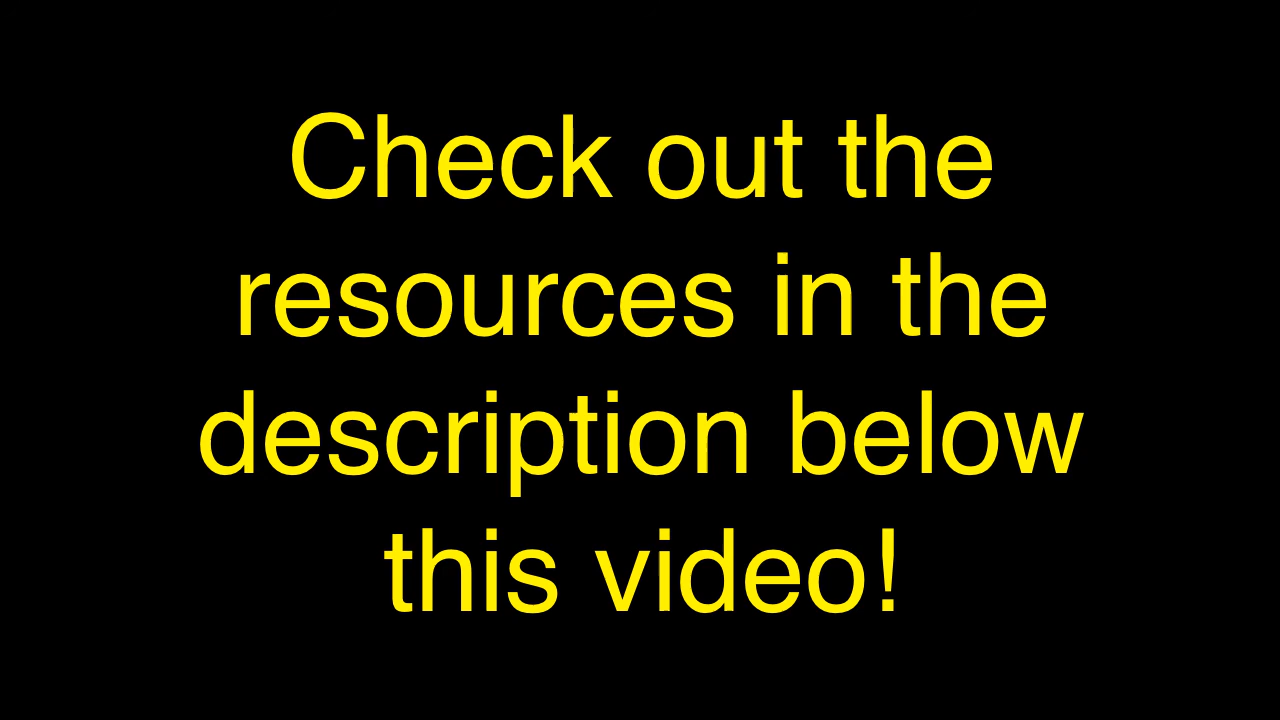 Check out the
resources in the
description below
this video!